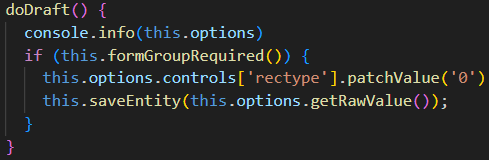 doDraft() {
console.info(this.options)
if (this.formGroupRequired()) {
this.options.controls['rectype'].patchValue('0')
this.saveEntity(this.options.getRawValue());
}
}